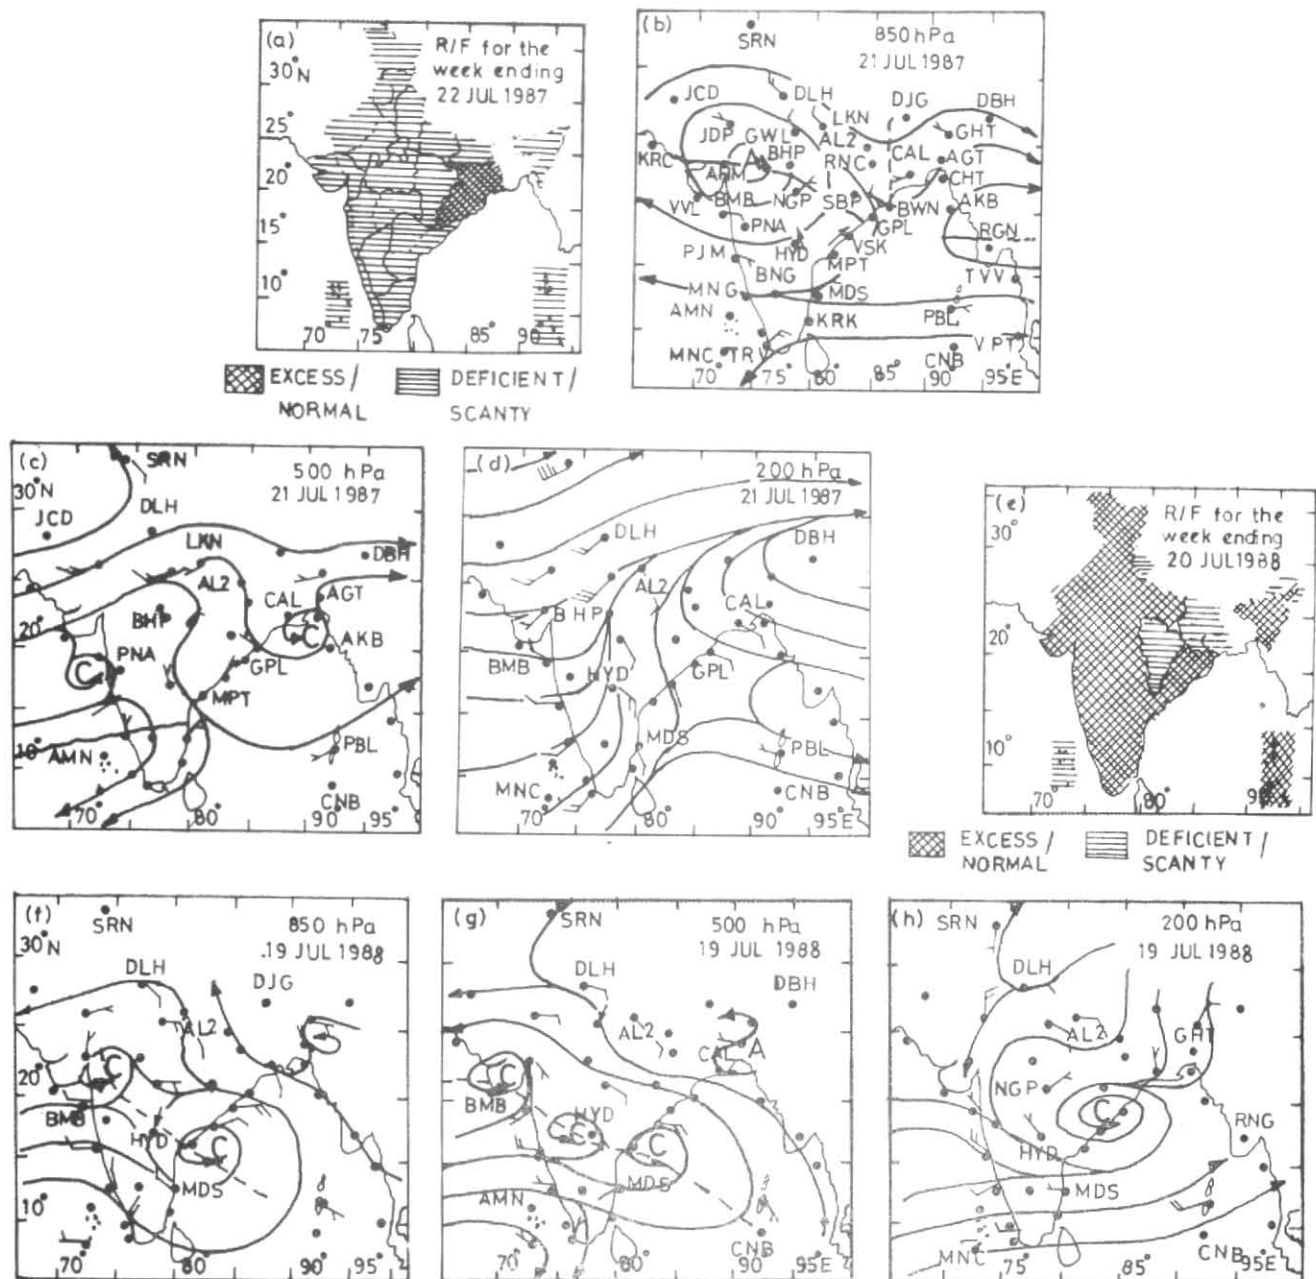 (a)
R/F for the
week ending
22 JUL 1987
30°N
25°
20°
15°
10°
70° 75° 85° 90°
EXCESS/ DEFICIENT/
NORMAL SCANTY
(b)
850 hPa
21 JUL 1987
SRN
JCD DLH DJG DBH
LKN
JDP GWL AL2 GHT
KRC A BHP RNC CAL AGT
CHT
BMB NGP SBP BWN AKB
VVL
PNA GPL RGN
HYD VSK
PJM BNG MPT TVV
MNG MDS
AMN KRK PBL
MNC TRV CNB VPT
70° 75° 80° 85° 90° 95°E
(c)
500 hPa
21 JUL 1987
SRN
30°N
JCD DLH
LKN DBH
AL2 AGT
CAL
20° BHP C AKB
PNA GPL
C
MPT
10° AMN PBL
CNB
70° 80° 90° 95°
(d)
200 hPa
21 JUL 1987
DLH
DBH
BHP AL2 CAL
BMB
HYD GPL
MDS
PBL
MNC CNB
70° 80° 90° 95°E
(e)
R/F for the
week ending
20 JUL 1988
30°
20°
10°
70° 80°
EXCESS/ DEFICIENT/
NORMAL SCANTY
(f)
850 hPa
19 JUL 1988
SRN
30°N
DLH DJG
AL2
C
20°
BMB
HYD C
MDS
10°
70° 80° 90° 95°
(g)
500 hPa
19 JUL 1988
SRN
DLH DBH
AL2
CAL A
C
BMB HYD
C C
MDS
AMN
CNB
70° 80° 90° 95°E
(h)
200 hPa
19 JUL 1988
SRN
DLH
AL2 GHT
NGP
C
HYD RNG
MDS
MNC CNB
75° 85° 95°E